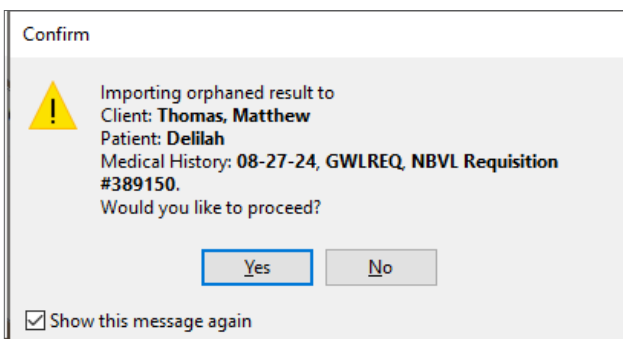 Confirm
Importing orphaned result to
Client: Thomas, Matthew
Patient: Delilah
Medical History: 08-27-24, GWLREQ, NBVL Requisition
#389150.
Would you like to proceed?
Yes
No
Show this message again